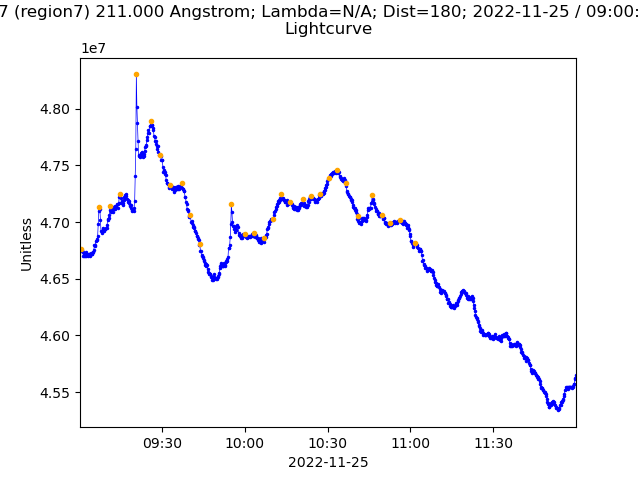 7 (region7) 211.000 Angstrom; Lambda=N/A; Dist=180; 2022-11-25 / 09:00:
Lightcurve
1e7
4.80
4.75
4.70
4.65
4.60
4.55
Unitless
09:30 10:00 10:30 11:00 11:30
2022-11-25